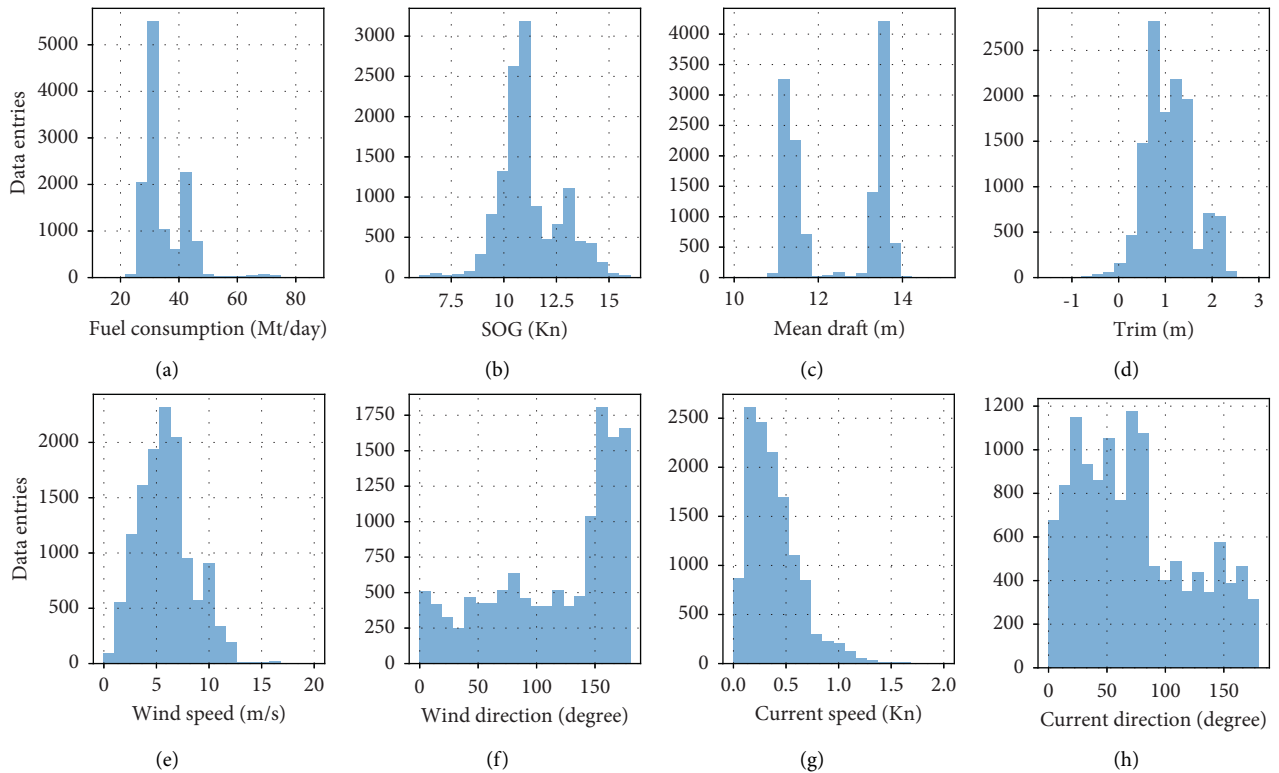 Data entries
5000
4000
3000
2000
1000
0
20 40 60 80
Fuel consumption (Mt/day)
(a)
3000
2500
2000
1500
1000
500
0
7.5 10 12.5 15
SOG (Kn)
(b)
4000
3500
3000
2500
2000
1500
1000
500
0
10 12 14
Mean draft (m)
(c)
2500
2000
1500
1000
500
0
-1 0 1 2 3
Trim (m)
(d)
Data entries
2000
1500
1000
500
0
0 5 10 15 20
Wind speed (m/s)
(e)
1750
1500
1250
1000
750
500
250
0
0 50 100 150
Wind direction (degree)
(f)
2500
2000
1500
1000
500
0
0.0 0.5 1.0 1.5 2.0
Current speed (Kn)
(g)
1200
1000
800
600
400
200
0
0 50 100 150
Current direction (degree)
(h)